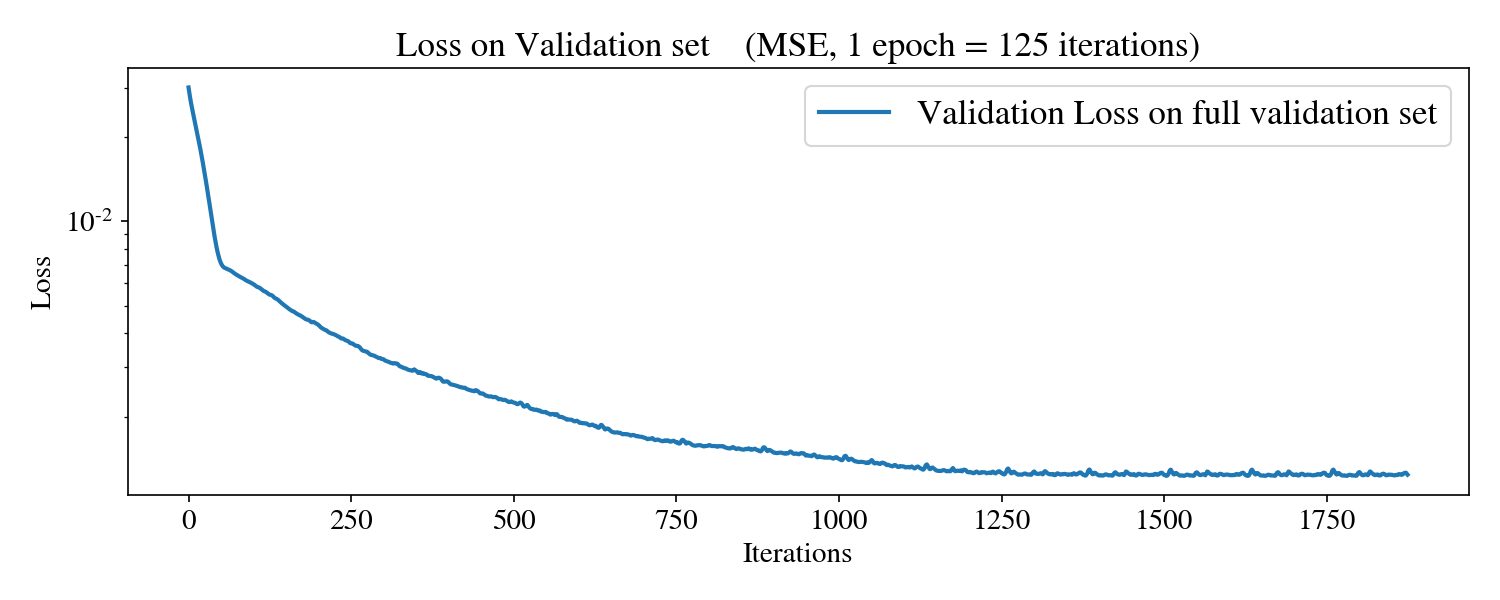 Loss on Validation set (MSE, 1 epoch = 125 iterations)
Validation Loss on full validation set
10-2
Loss
0 250 500 750 1000 1250 1500 1750
Iterations